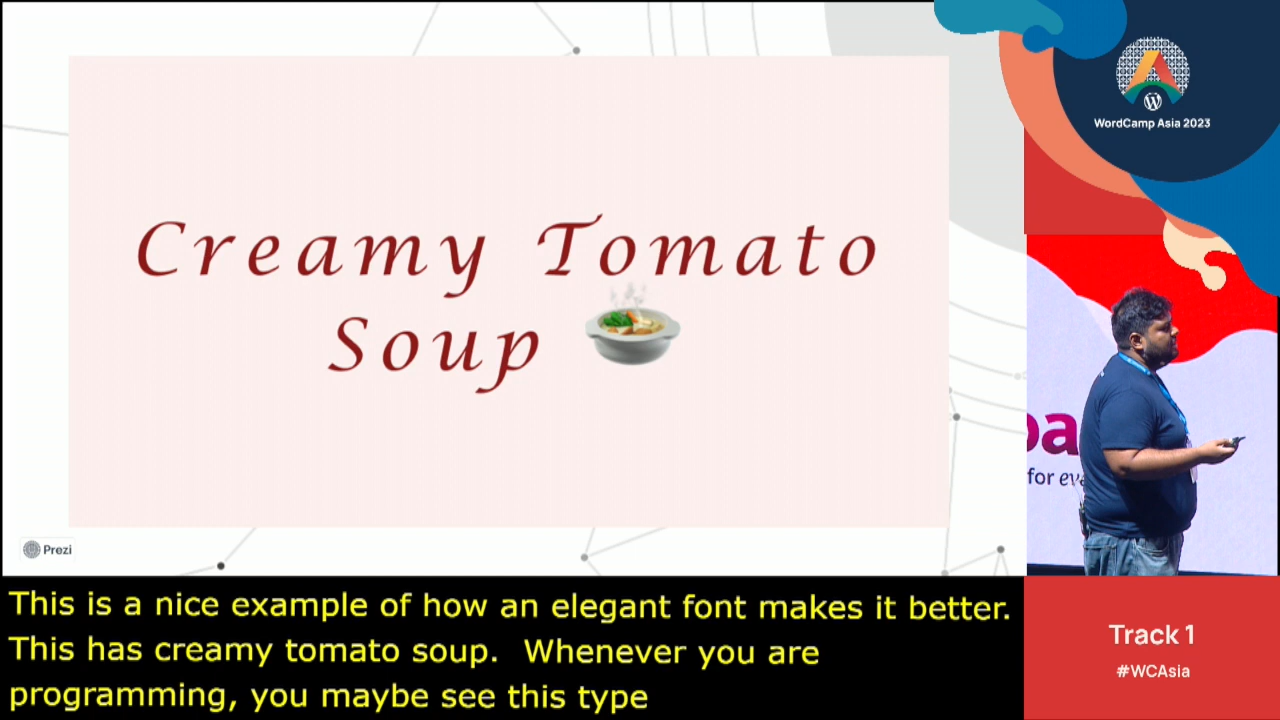 Creamy Tomato
Soup
Prezi
This is a nice example of how an elegant font makes it better.
This has creamy tomato soup.  Whenever you are
programming, you maybe see this type
WordCamp Asia 2023
for
Track 1
#WCAsia